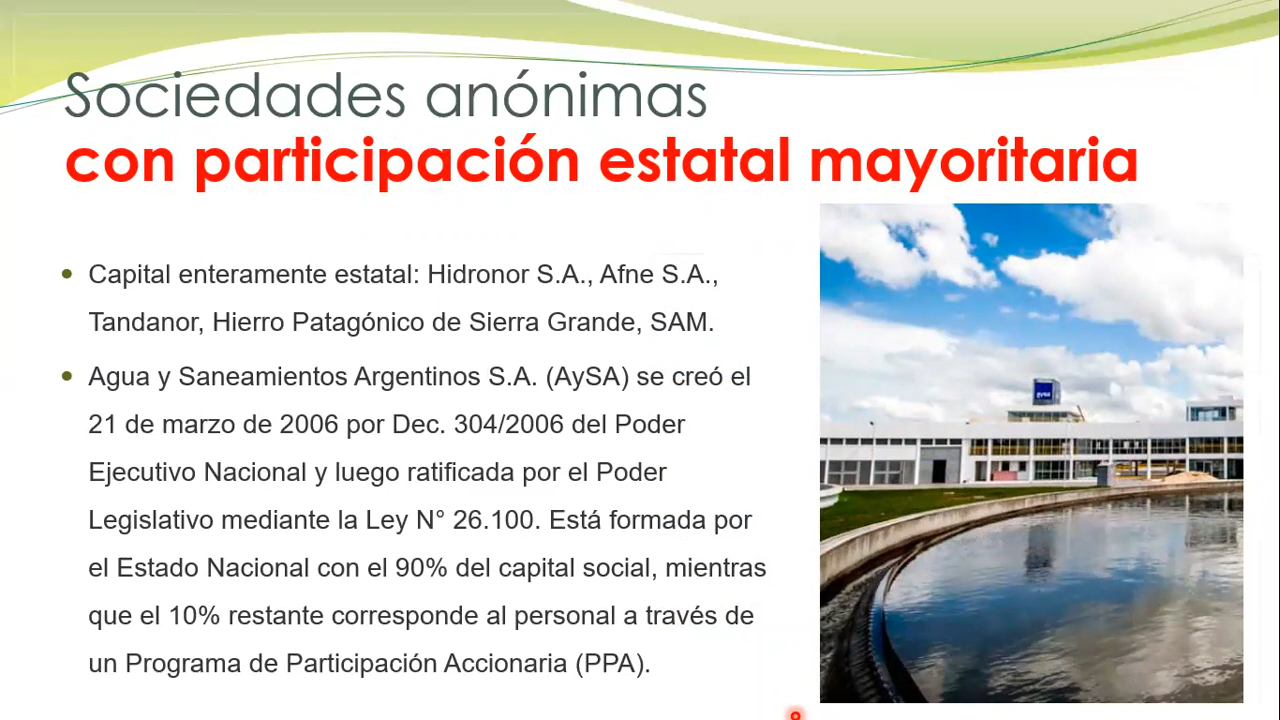 Sociedades anónimas
con participación estatal mayoritaria
• Capital enteramente estatal: Hidronor S.A., Afne S.A.,
Tandanor, Hierro Patagónico de Sierra Grande, SAM.
• Agua y Saneamientos Argentinos S.A. (AySA) se creó el
21 de marzo de 2006 por Dec. 304/2006 del Poder
Ejecutivo Nacional y luego ratificada por el Poder
Legislativo mediante la Ley N° 26.100. Está formada por
el Estado Nacional con el 90% del capital social, mientras
que el 10% restante corresponde al personal a través de
un Programa de Participación Accionaria (PPA).
aysa